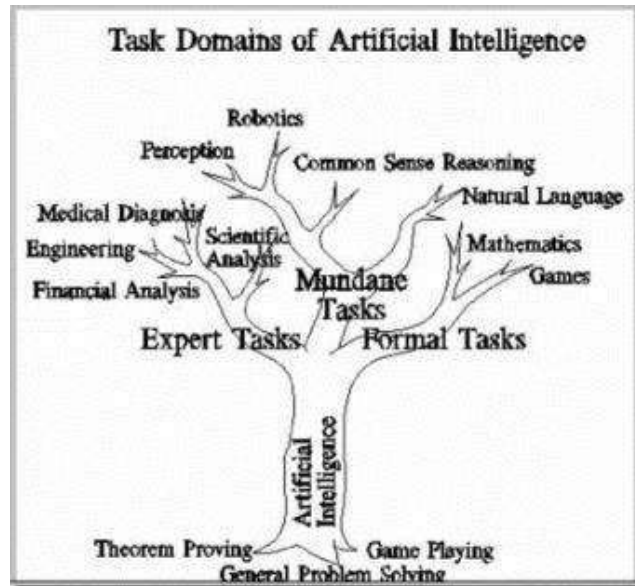 Task Domains of Artificial Intelligence
Robotics
Perception
Common Sense Reasoning
Natural Language
Medical Diagnosis
Scientific
Analysis
Engineering
Mathematics
Financial Analysis
Games
Mundane
Tasks
Expert Tasks
Formal Tasks
Artificial
Intelligence
Theorem Proving
Game Playing
General Problem Solving